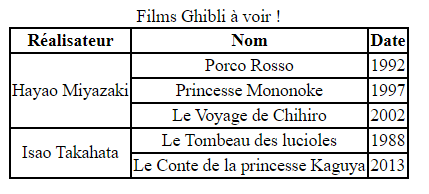 Films Ghibli à voir !
Réalisateur Nom Date
Hayao Miyazaki Porco Rosso 1992
Princesse Mononoke 1997
Le Voyage de Chihiro 2002
Isao Takahata Le Tombeau des lucioles 1988
Le Conte de la princesse Kaguya 2013